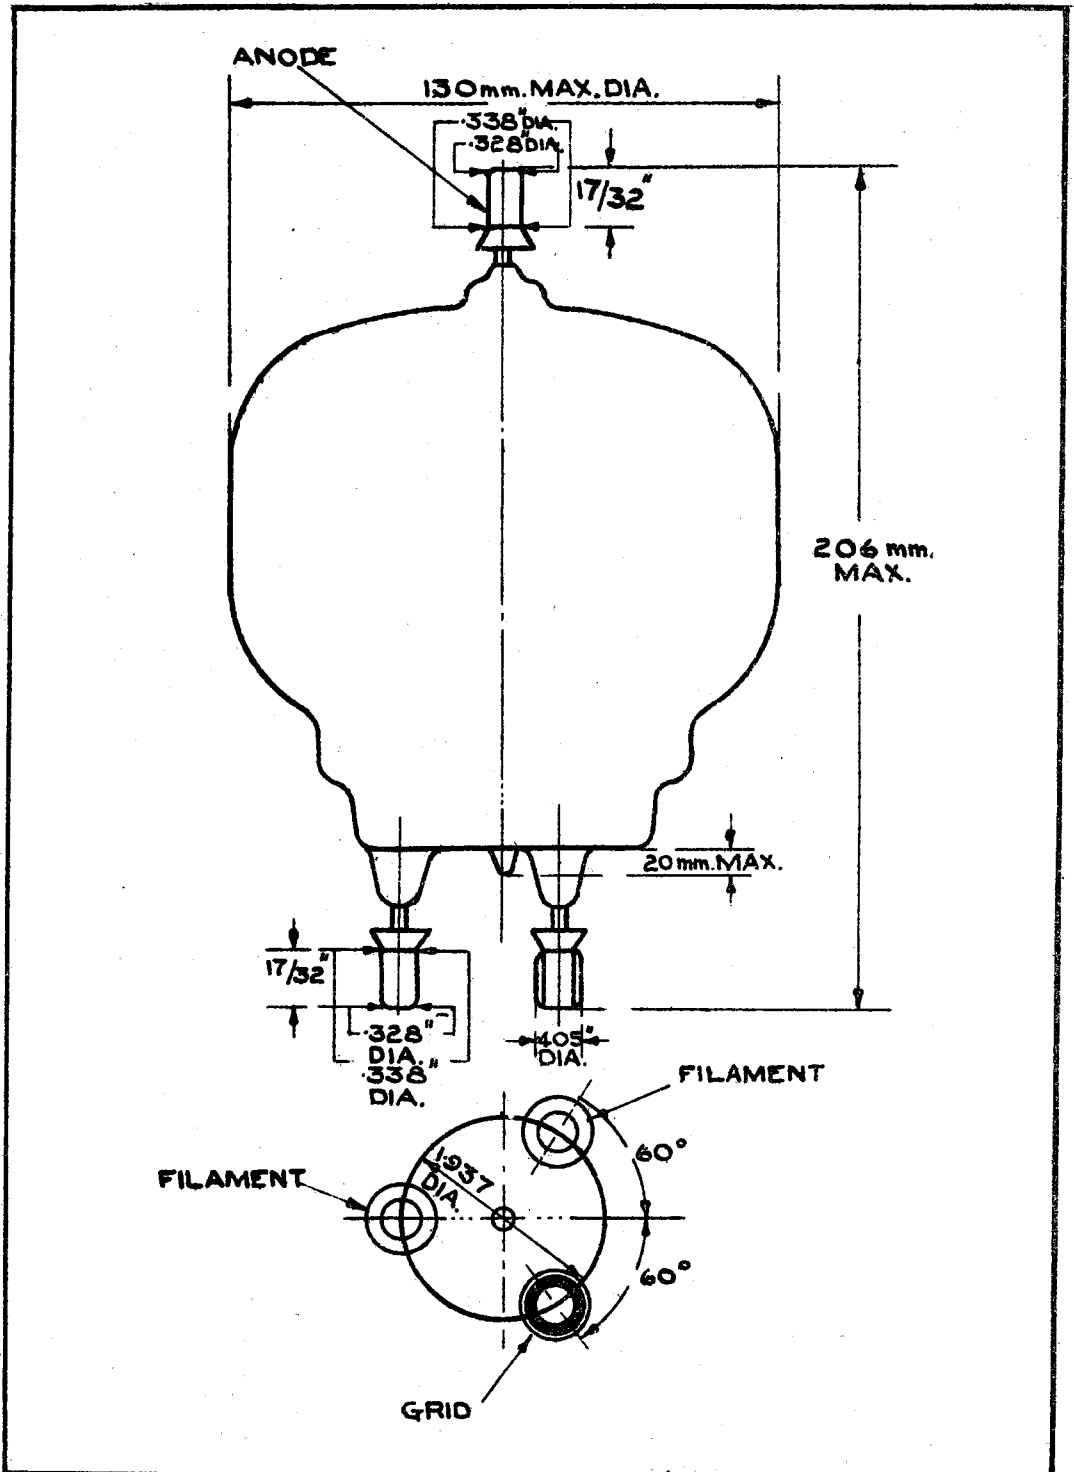 ANODE
130mm. MAX. DIA.
.338" DIA.
.328" DIA.
17/32"
206 mm.
MAX.
20 mm. MAX.
17/32"
.328"
DIA.
.338"
DIA.
.405"
DIA.
FILAMENT
60°
1.937
DIA.
FILAMENT
60°
GRID